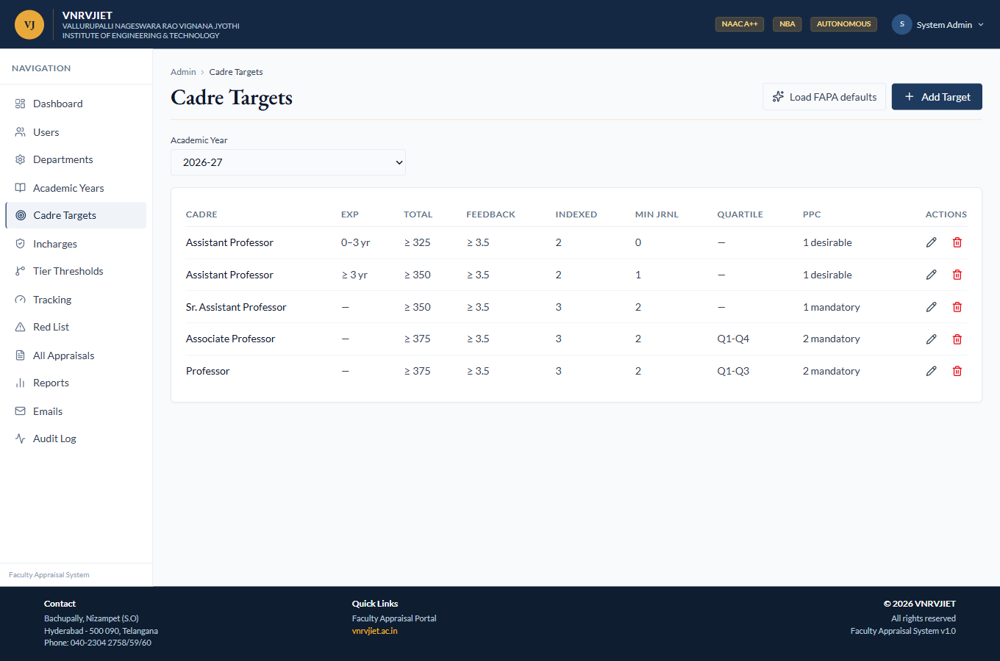 VJ
VNRVJIET
VALLURUPALLI NAGESWARA RAO VIGNANA JYOTHI
INSTITUTE OF ENGINEERING & TECHNOLOGY
NAAC A++ NBA AUTONOMOUS S System Admin
NAVIGATION
Dashboard
Users
Departments
Academic Years
Cadre Targets
Incharges
Tier Thresholds
Tracking
Red List
All Appraisals
Reports
Emails
Audit Log
Faculty Appraisal System
Admin › Cadre Targets
Cadre Targets
Load FAPA defaults
+ Add Target
Academic Year
2026-27
CADRE EXP TOTAL FEEDBACK INDEXED MIN JRNL QUARTILE PPC ACTIONS
Assistant Professor 0–3 yr ≥ 325 ≥ 3.5 2 0 — 1 desirable
Assistant Professor ≥ 3 yr ≥ 350 ≥ 3.5 2 1 — 1 desirable
Sr. Assistant Professor — ≥ 350 ≥ 3.5 3 2 — 1 mandatory
Associate Professor — ≥ 375 ≥ 3.5 3 2 Q1-Q4 2 mandatory
Professor — ≥ 375 ≥ 3.5 3 2 Q1-Q3 2 mandatory
Contact
Bachupally, Nizampet (S.O)
Hyderabad - 500 090, Telangana
Phone: 040-2304 2758/59/60
Quick Links
Faculty Appraisal Portal
vnrvjiet.ac.in
© 2026 VNRVJIET
All rights reserved
Faculty Appraisal System v1.0